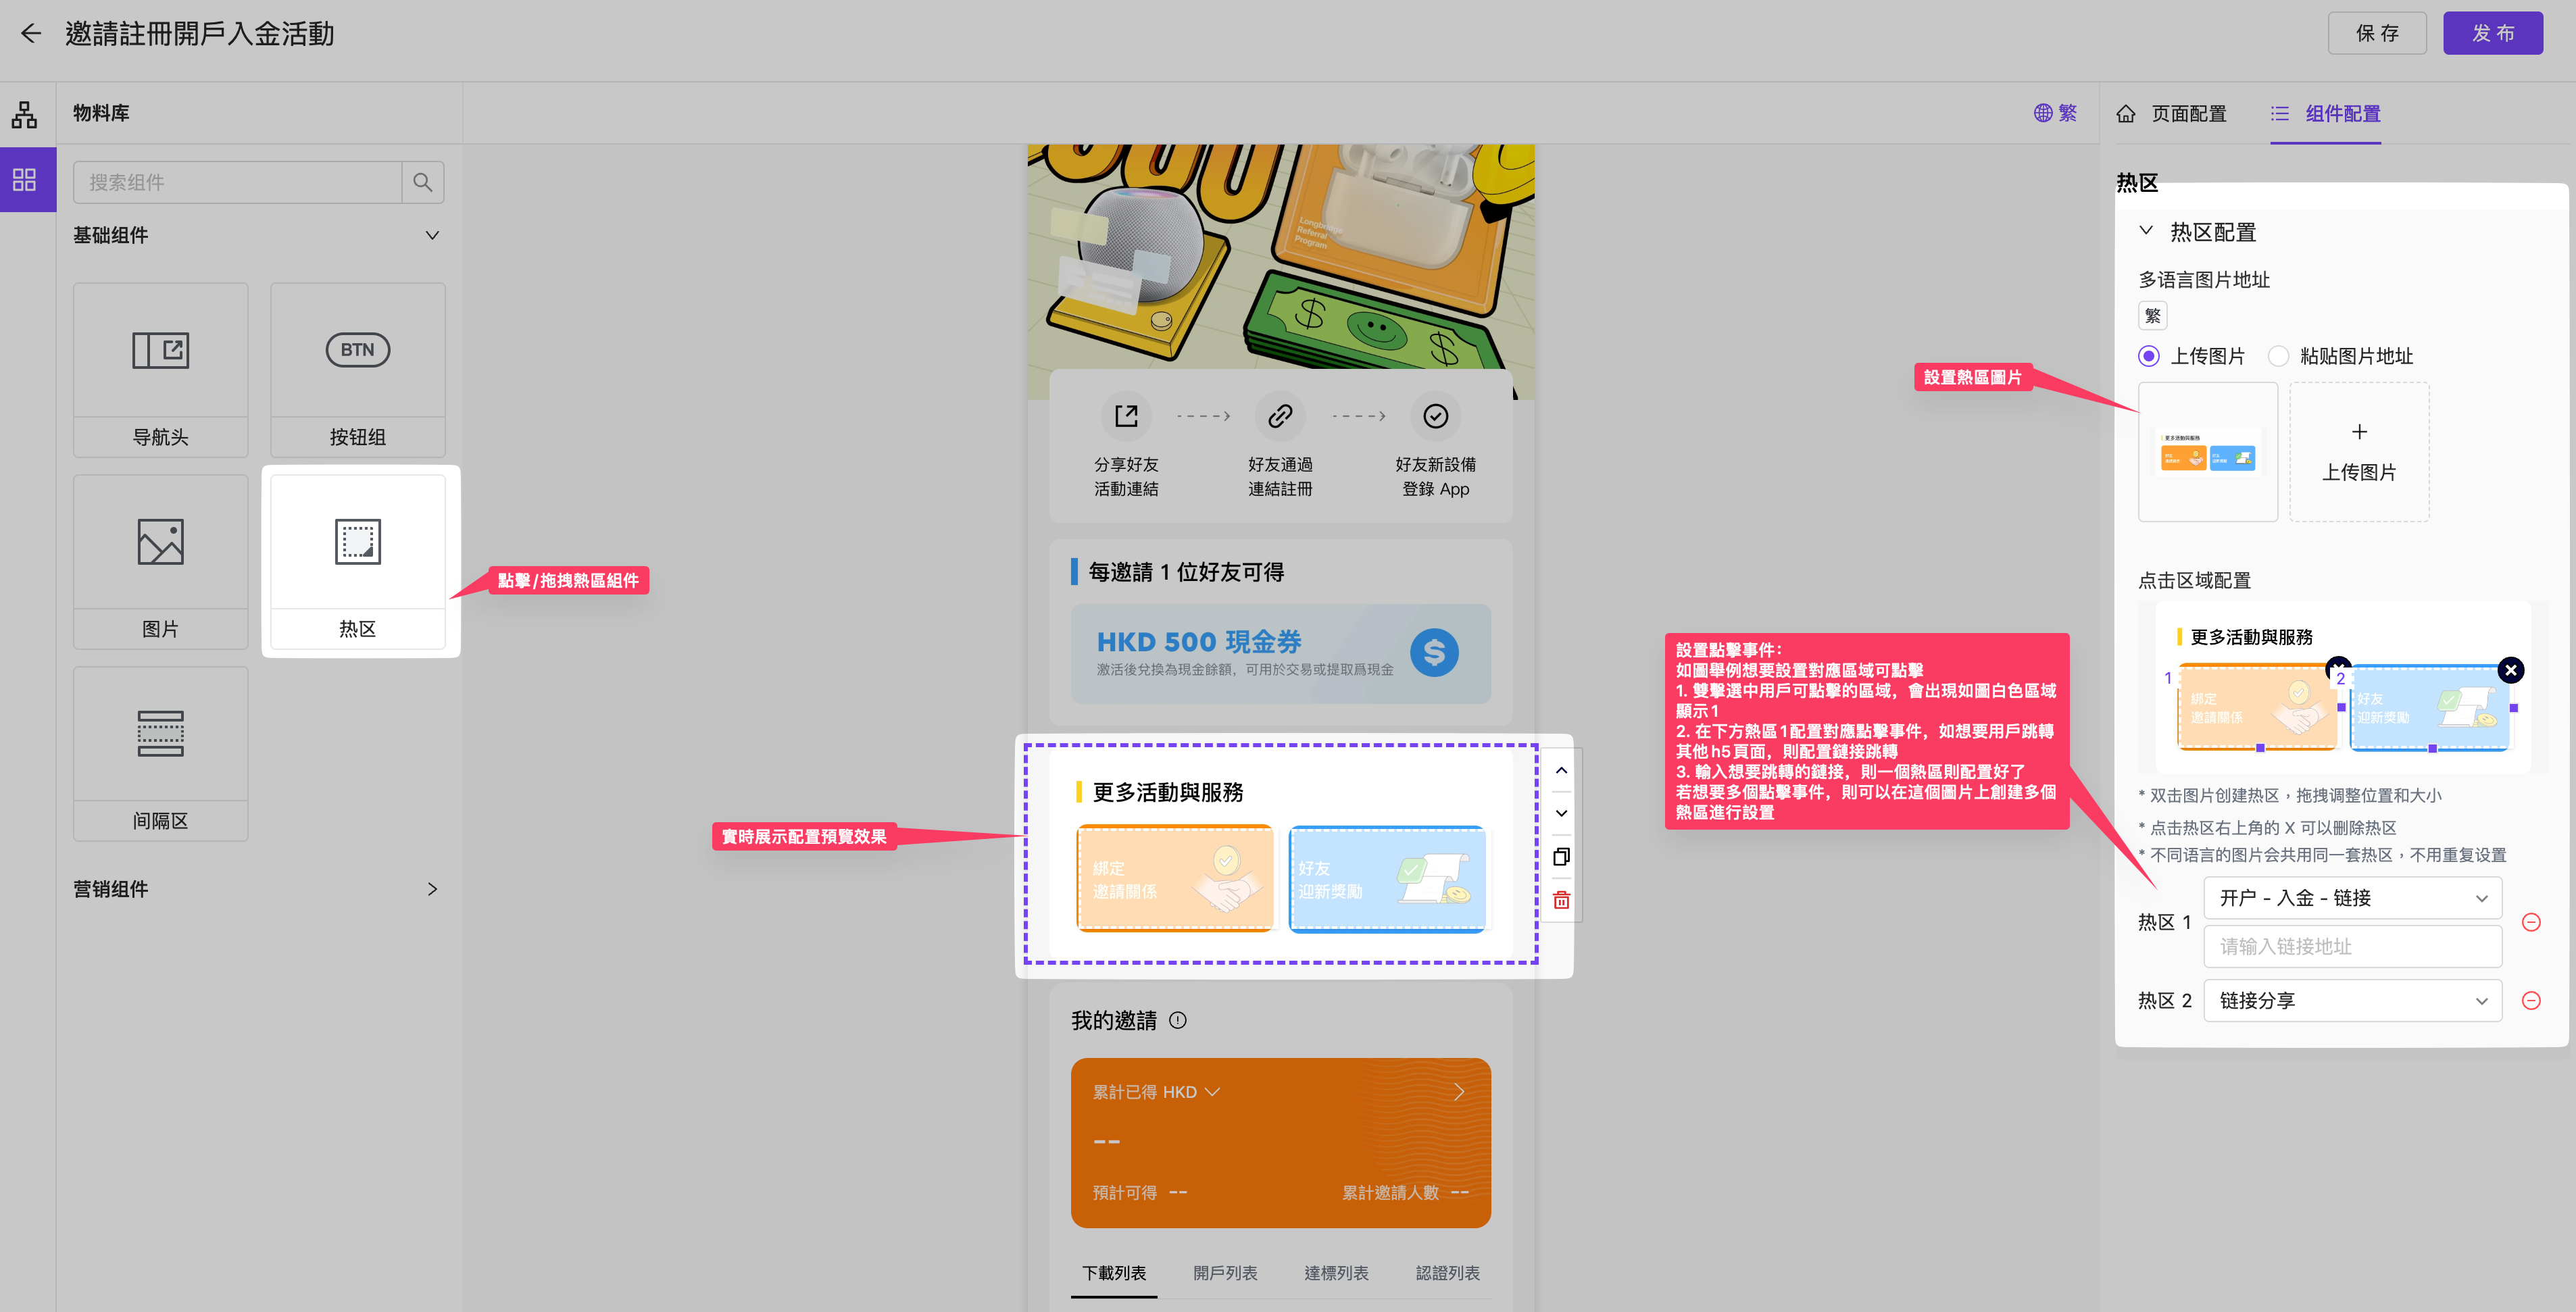 邀請註冊開戶入金活動
保 存
发 布
物料库
繁
页面配置
组件配置
搜索组件
基础组件
导航头
BTN
按钮组
图片
热区
點擊/拖拽熱區組件
间隔区
营销组件
Longbridge
Referral
Program
分享好友
活動連結
好友通過
連結註冊
好友新設備
登錄 App
每邀請 1 位好友可得
HKD 500 現金券
激活後兌換為現金餘額，可用於交易或提取爲現金
實時展示配置預覽效果
更多活動與服務
綁定
邀請關係
好友
迎新獎勵
我的邀請
累計已得 HKD
--
預計可得 --
累計邀請人數 --
下載列表
開戶列表
達標列表
認證列表
热区
热区配置
多语言图片地址
繁
上传图片
粘贴图片地址
設置熱區圖片
更多活動與服務
上传图片
点击区域配置
更多活動與服務
1
綁定
邀請關係
2
好友
迎新獎勵
設置點擊事件：
如圖舉例想要設置對應區域可點擊
1. 雙擊選中用戶可點擊的區域，會出現如圖白色區域
顯示1
2. 在下方熱區1配置對應點擊事件，如想要用戶跳轉
其他h5頁面，則配置鏈接跳轉
3. 輸入想要跳轉的鏈接，則一個熱區則配置好了
若想要多個點擊事件，則可以在這個圖片上創建多個
熱區進行設置
* 双击图片创建热区，拖拽调整位置和大小
* 点击热区右上角的 X 可以删除热区
* 不同语言的图片会共用同一套热区，不用重复设置
热区 1
开户 - 入金 - 链接
请输入链接地址
热区 2
链接分享